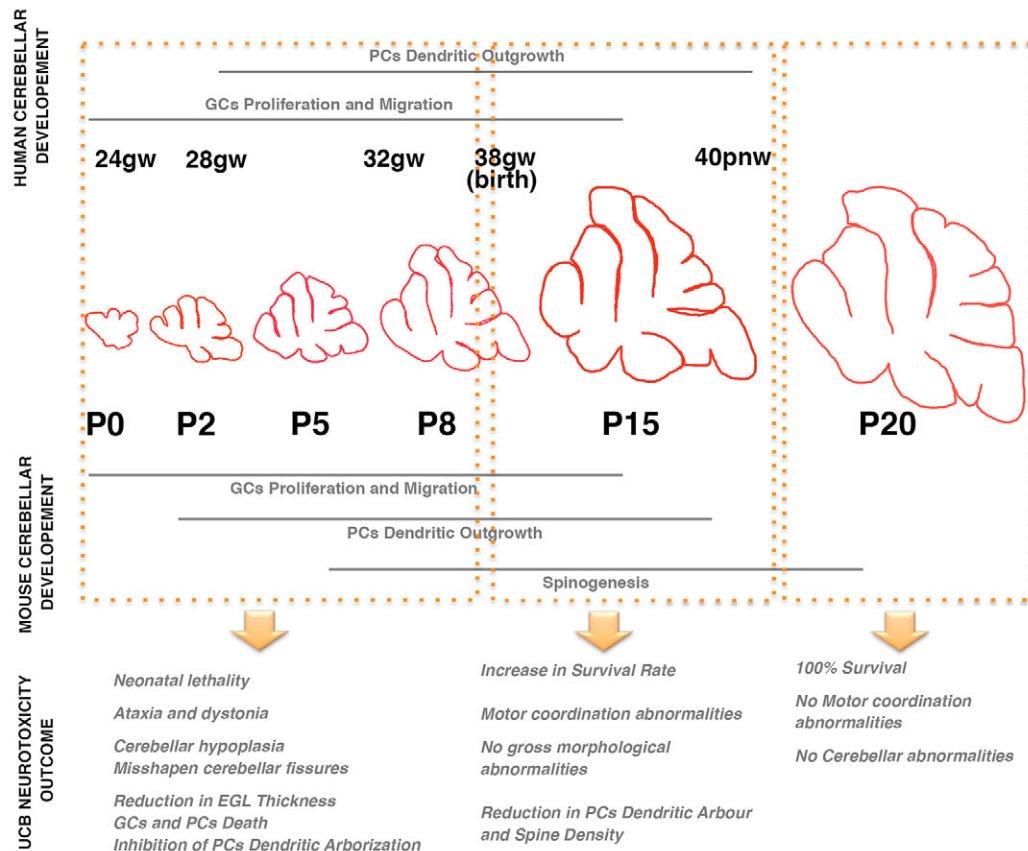 HUMAN CEREBELLAR
DEVELOPEMENT
PCs Dendritic Outgrowth
GCs Proliferation and Migration
24gw
28gw
32gw
38gw
(birth)
40pnw
P0
P2
P5
P8
P15
P20
MOUSE CEREBELLAR
DEVELOPEMENT
GCs Proliferation and Migration
PCs Dendritic Outgrowth
Spinogenesis
UCB NEUROTOXICITY
OUTCOME
Neonatal lethality
Ataxia and dystonia
Cerebellar hypoplasia
Misshapen cerebellar fissures
Reduction in EGL Thickness
GCs and PCs Death
Inhibition of PCs Dendritic Arborization
Increase in Survival Rate
Motor coordination abnormalities
No gross morphological
abnormalities
Reduction in PCs Dendritic Arbour
and Spine Density
100% Survival
No Motor coordination
abnormalities
No Cerebellar abnormalities